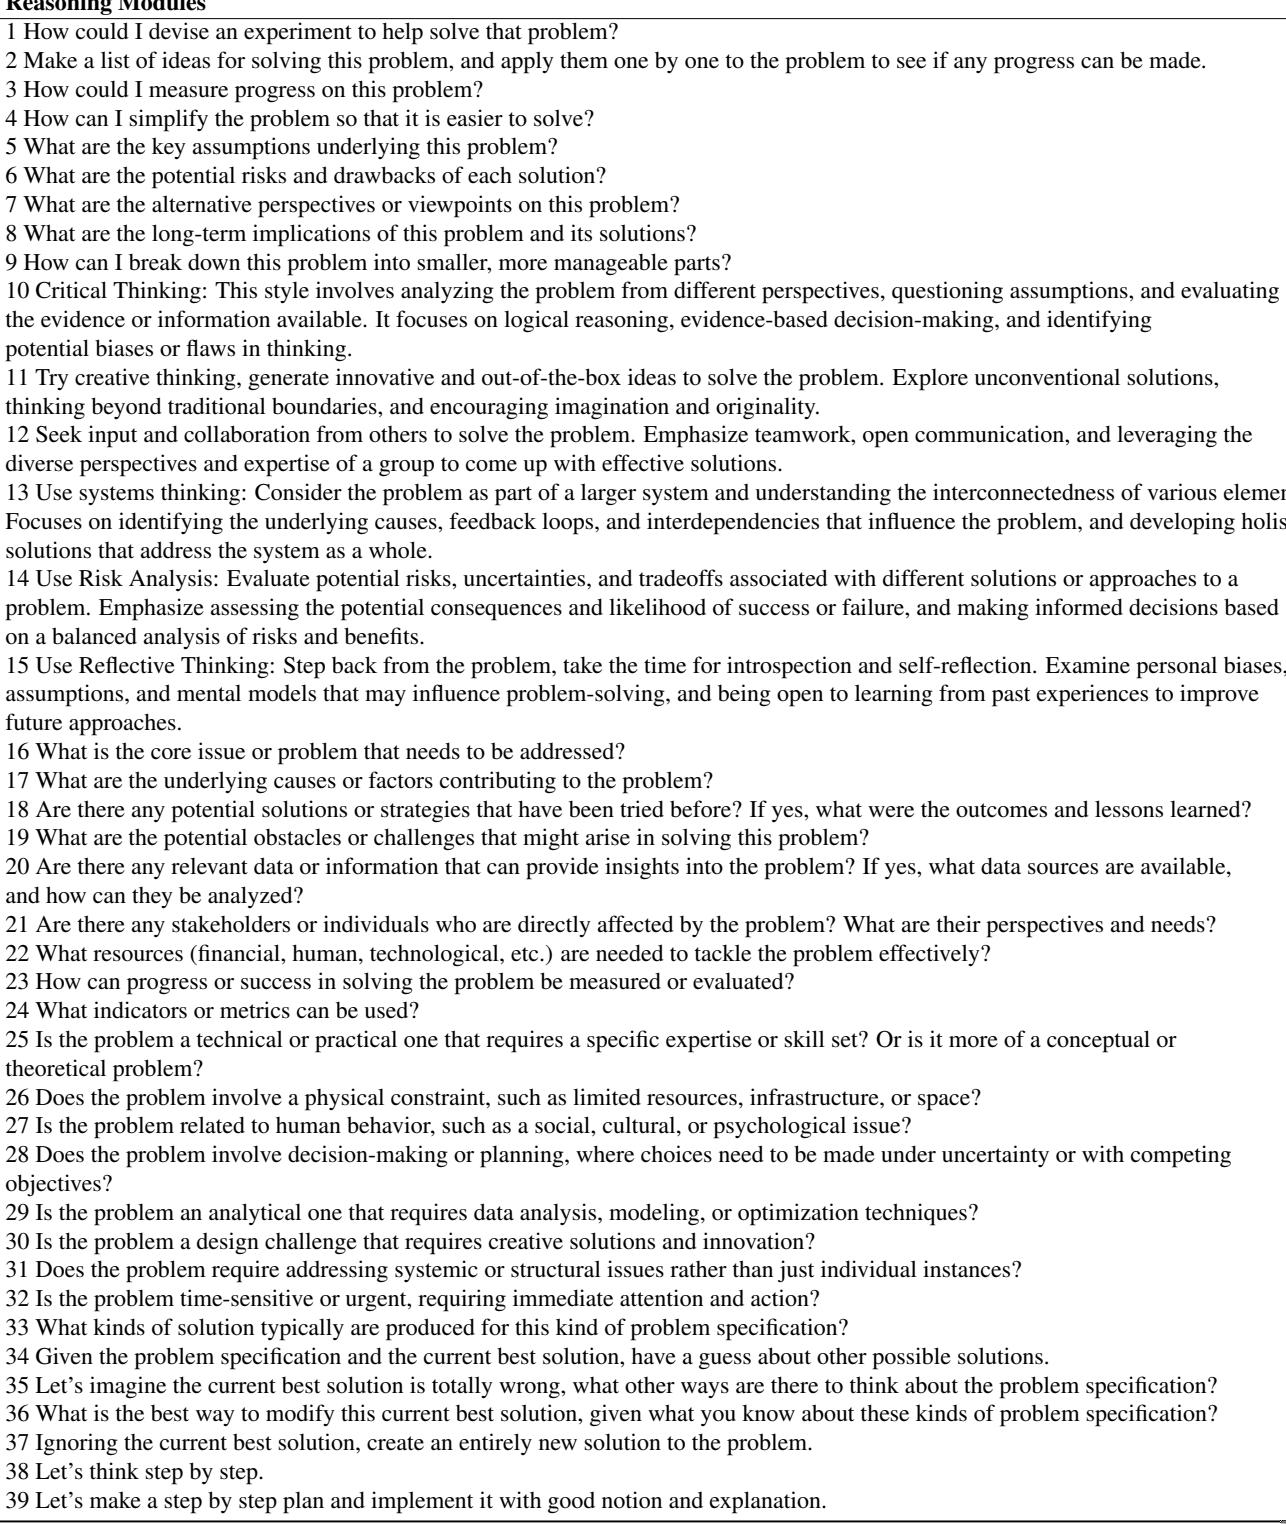 Reasoning Modules
1 How could I devise an experiment to help solve that problem?
2 Make a list of ideas for solving this problem, and apply them one by one to the problem to see if any progress can be made.
3 How could I measure progress on this problem?
4 How can I simplify the problem so that it is easier to solve?
5 What are the key assumptions underlying this problem?
6 What are the potential risks and drawbacks of each solution?
7 What are the alternative perspectives or viewpoints on this problem?
8 What are the long-term implications of this problem and its solutions?
9 How can I break down this problem into smaller, more manageable parts?
10 Critical Thinking: This style involves analyzing the problem from different perspectives, questioning assumptions, and evaluating
the evidence or information available. It focuses on logical reasoning, evidence-based decision-making, and identifying
potential biases or flaws in thinking.
11 Try creative thinking, generate innovative and out-of-the-box ideas to solve the problem. Explore unconventional solutions,
thinking beyond traditional boundaries, and encouraging imagination and originality.
12 Seek input and collaboration from others to solve the problem. Emphasize teamwork, open communication, and leveraging the
diverse perspectives and expertise of a group to come up with effective solutions.
13 Use systems thinking: Consider the problem as part of a larger system and understanding the interconnectedness of various elemen
Focuses on identifying the underlying causes, feedback loops, and interdependencies that influence the problem, and developing holis
solutions that address the system as a whole.
14 Use Risk Analysis: Evaluate potential risks, uncertainties, and tradeoffs associated with different solutions or approaches to a
problem. Emphasize assessing the potential consequences and likelihood of success or failure, and making informed decisions based
on a balanced analysis of risks and benefits.
15 Use Reflective Thinking: Step back from the problem, take the time for introspection and self-reflection. Examine personal biases,
assumptions, and mental models that may influence problem-solving, and being open to learning from past experiences to improve
future approaches.
16 What is the core issue or problem that needs to be addressed?
17 What are the underlying causes or factors contributing to the problem?
18 Are there any potential solutions or strategies that have been tried before? If yes, what were the outcomes and lessons learned?
19 What are the potential obstacles or challenges that might arise in solving this problem?
20 Are there any relevant data or information that can provide insights into the problem? If yes, what data sources are available,
and how can they be analyzed?
21 Are there any stakeholders or individuals who are directly affected by the problem? What are their perspectives and needs?
22 What resources (financial, human, technological, etc.) are needed to tackle the problem effectively?
23 How can progress or success in solving the problem be measured or evaluated?
24 What indicators or metrics can be used?
25 Is the problem a technical or practical one that requires a specific expertise or skill set? Or is it more of a conceptual or
theoretical problem?
26 Does the problem involve a physical constraint, such as limited resources, infrastructure, or space?
27 Is the problem related to human behavior, such as a social, cultural, or psychological issue?
28 Does the problem involve decision-making or planning, where choices need to be made under uncertainty or with competing
objectives?
29 Is the problem an analytical one that requires data analysis, modeling, or optimization techniques?
30 Is the problem a design challenge that requires creative solutions and innovation?
31 Does the problem require addressing systemic or structural issues rather than just individual instances?
32 Is the problem time-sensitive or urgent, requiring immediate attention and action?
33 What kinds of solution typically are produced for this kind of problem specification?
34 Given the problem specification and the current best solution, have a guess about other possible solutions.
35 Let’s imagine the current best solution is totally wrong, what other ways are there to think about the problem specification?
36 What is the best way to modify this current best solution, given what you know about these kinds of problem specification?
37 Ignoring the current best solution, create an entirely new solution to the problem.
38 Let’s think step by step.
39 Let’s make a step by step plan and implement it with good notion and explanation.